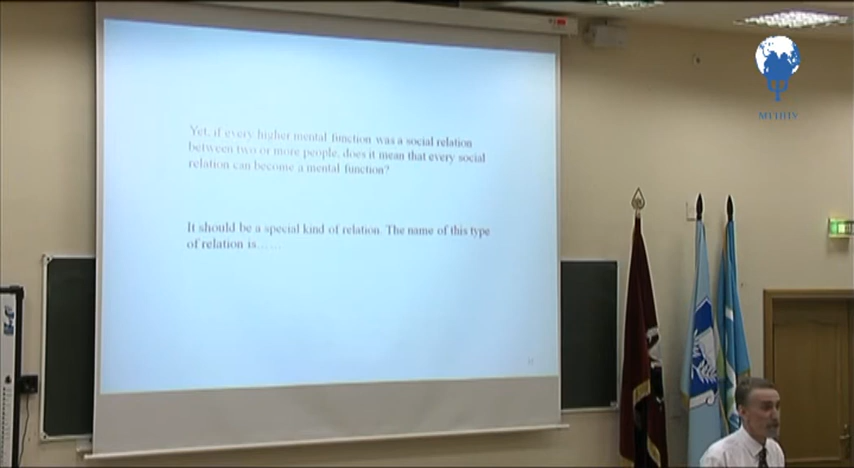 Yet, if every higher mental function was a social relation
between two or more people, does it mean that every social
relation can become a mental function?
It should be a special kind of relation. The name of this type
of relation is……